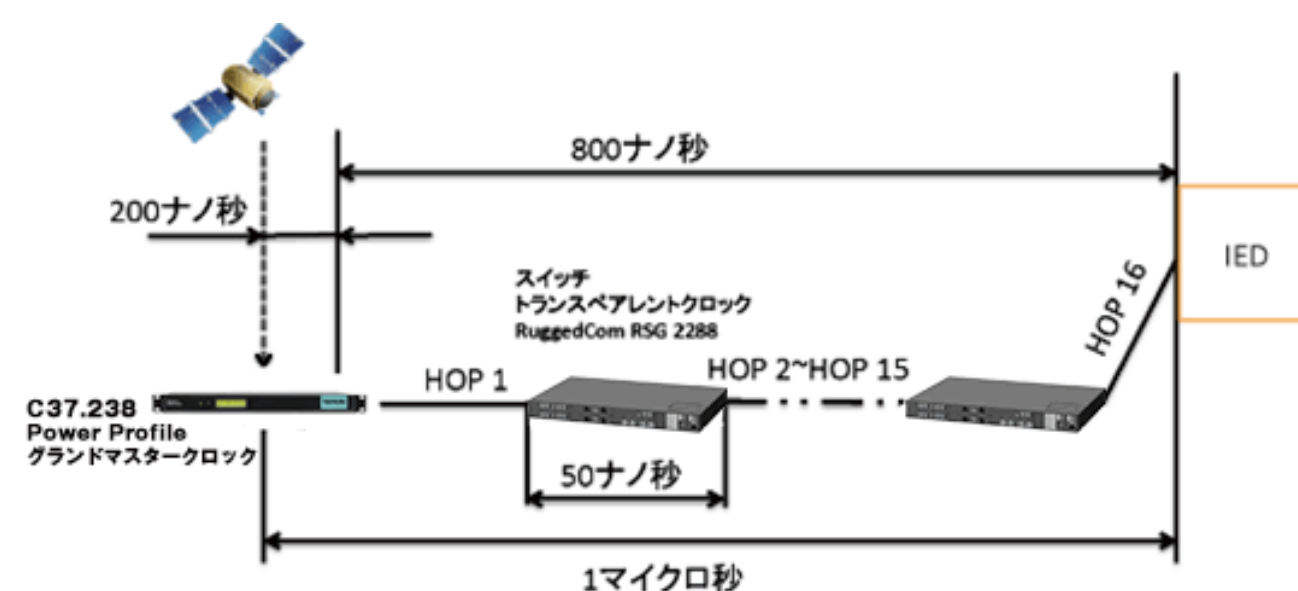 800ナノ秒
200ナノ秒
IED
スイッチ
トランスペアレントクロック
RuggedCom RSG 2288
HOP 16
HOP 1
HOP 2~HOP 15
C37.238
Power Profile
グランドマスタークロック
50ナノ秒
1マイクロ秒